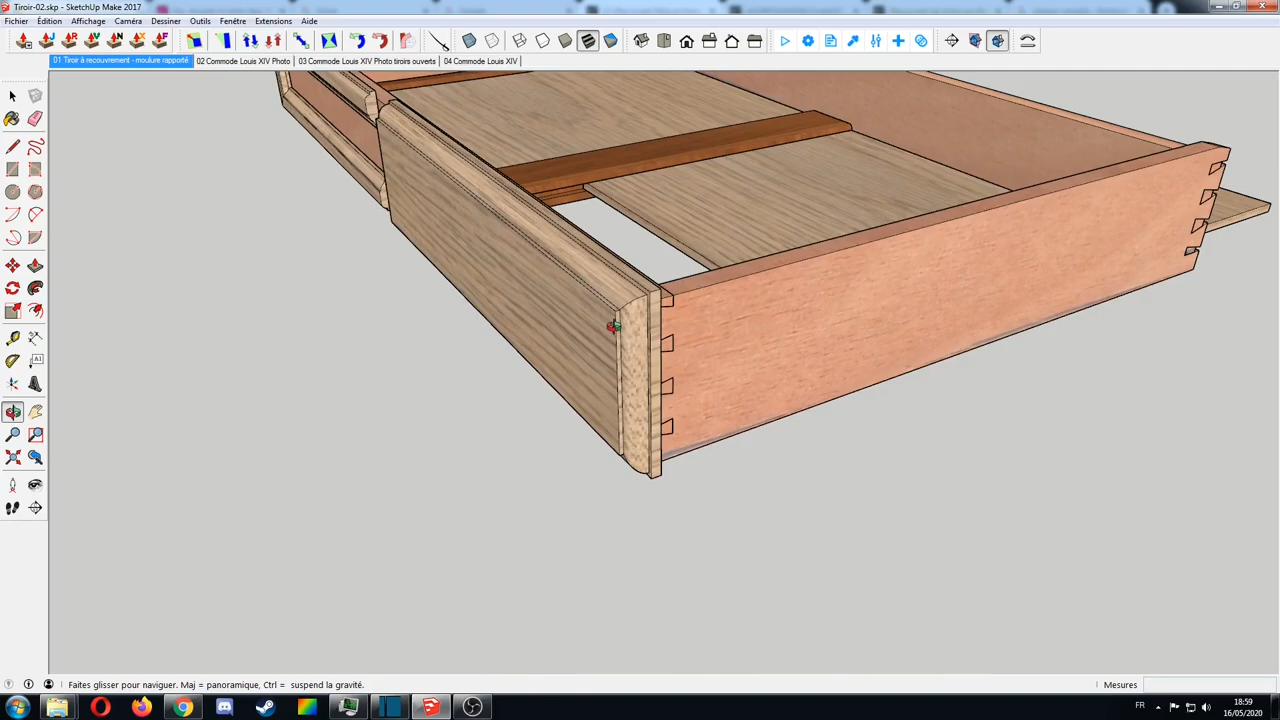 Tiroir-02.skp - SketchUp Make 2017
Fichier Édition Affichage Caméra Dessiner Outils Fenêtre Extensions Aide
01 Tiroir à recouvrement - moulure rapporté 02 Commode Louis XIV Photo 03 Commode Louis XIV Photo tiroirs ouverts 04 Commode Louis XIV
Faites glisser pour naviguer. Maj = panoramique, Ctrl = suspend la gravité.
Mesures
FR
18:59
16/05/2020